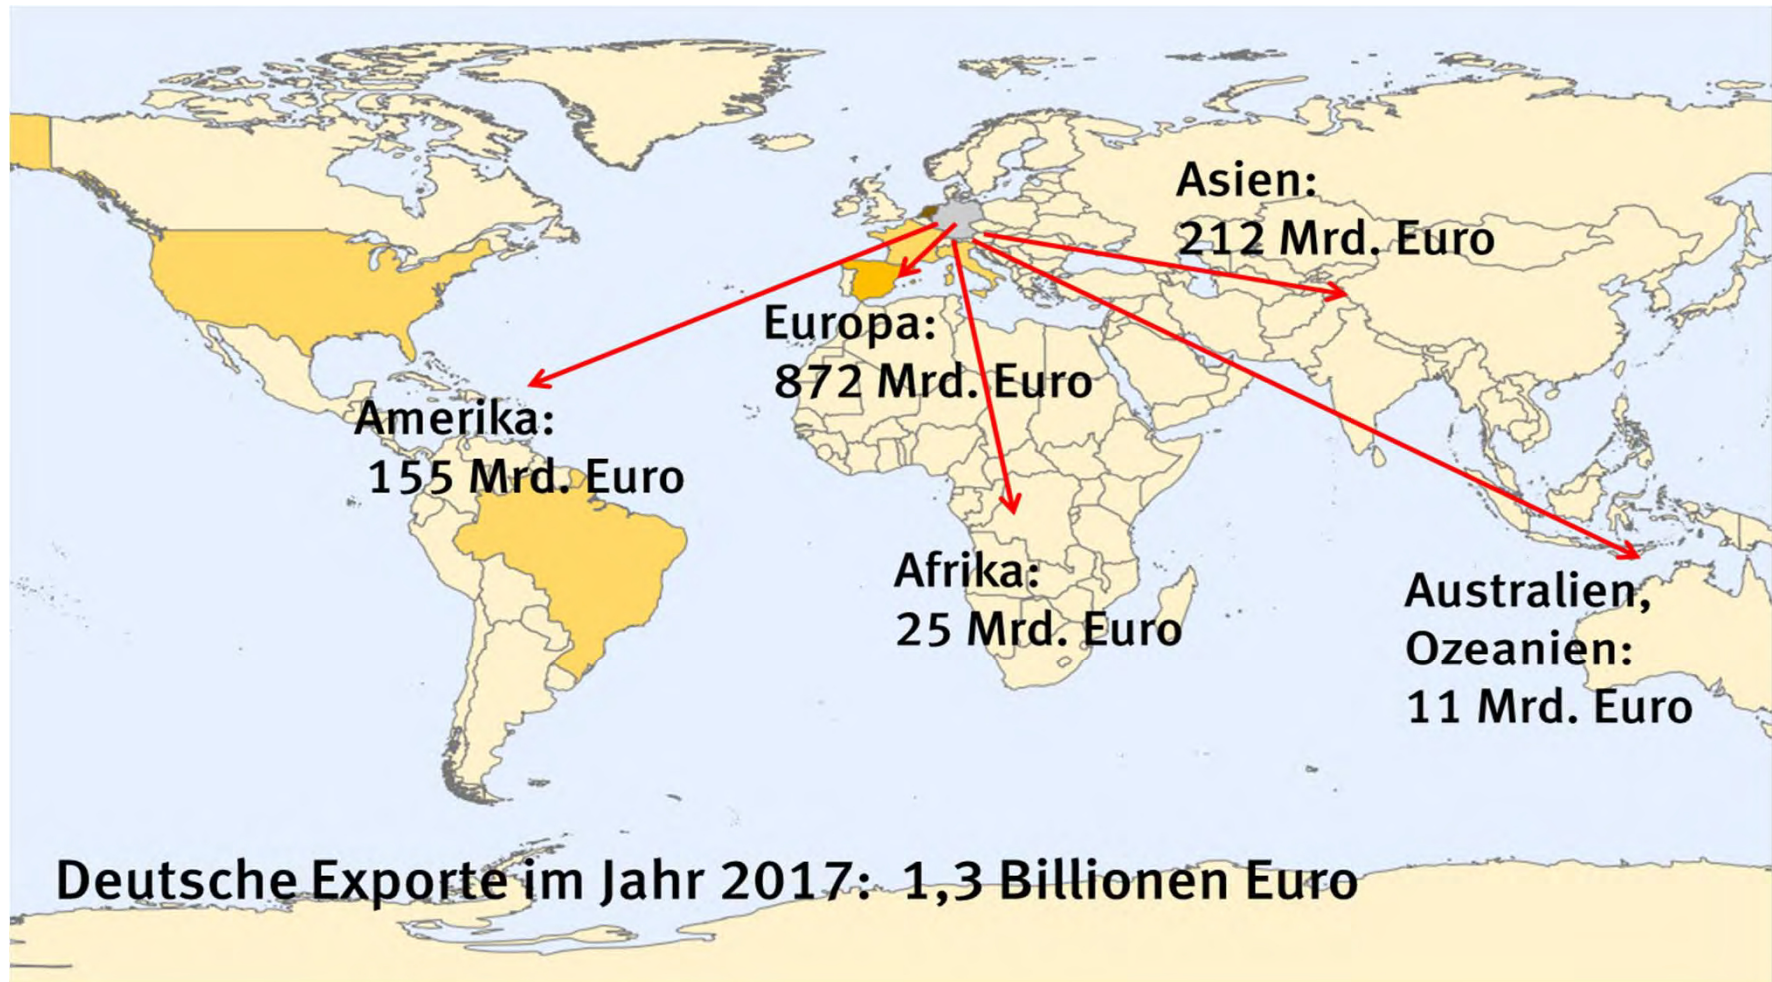 Asien:
212 Mrd. Euro
Europa:
872 Mrd. Euro
Amerika:
155 Mrd. Euro
Afrika:
25 Mrd. Euro
Australien,
Ozeanien:
11 Mrd. Euro
Deutsche Exporte im Jahr 2017: 1,3 Billionen Euro